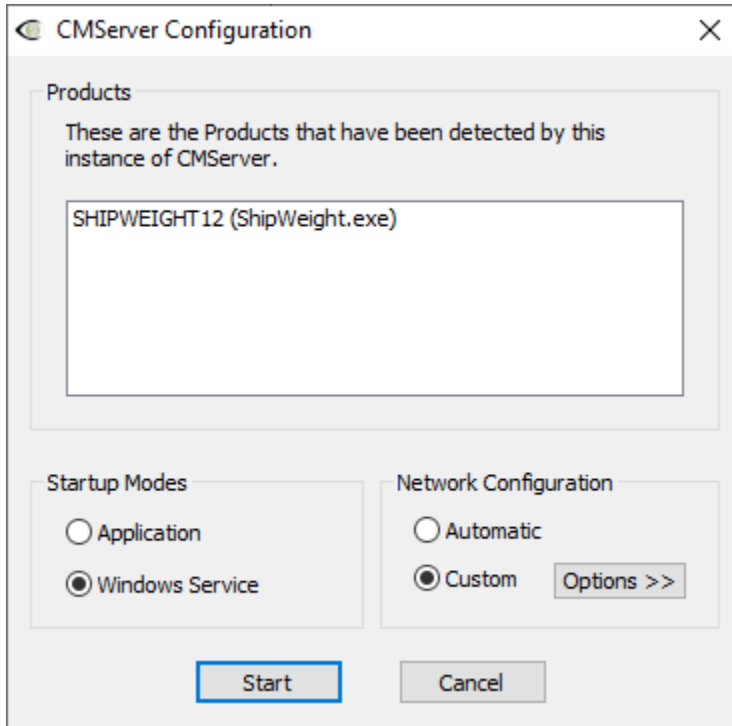 CMServer Configuration
Products
These are the Products that have been detected by this
instance of CMServer.
SHIPWEIGHT12 (ShipWeight.exe)
Startup Modes
Application
Windows Service
Network Configuration
Automatic
Custom
Options >>
Start
Cancel